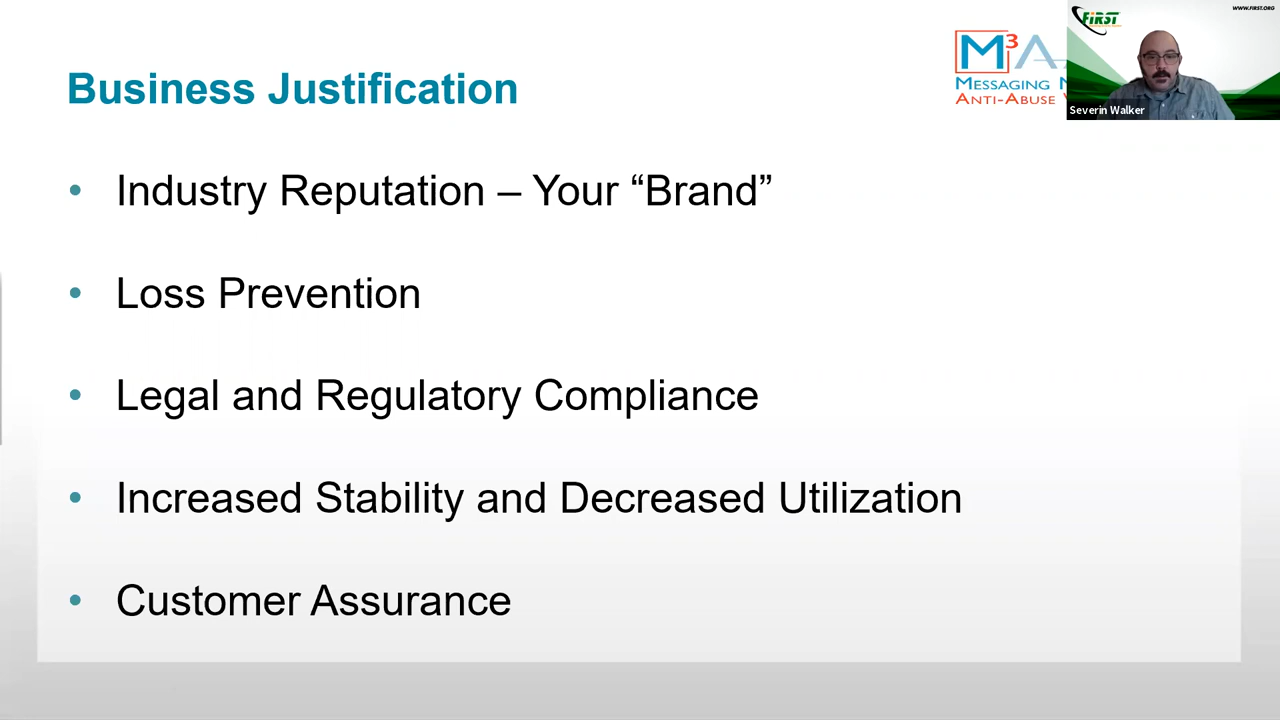 Business Justification
M³AA
MESSAGING
ANTI-ABUSE
FIRST
WWW.FIRST.ORG
Severin Walker
• Industry Reputation – Your “Brand”
• Loss Prevention
• Legal and Regulatory Compliance
• Increased Stability and Decreased Utilization
• Customer Assurance